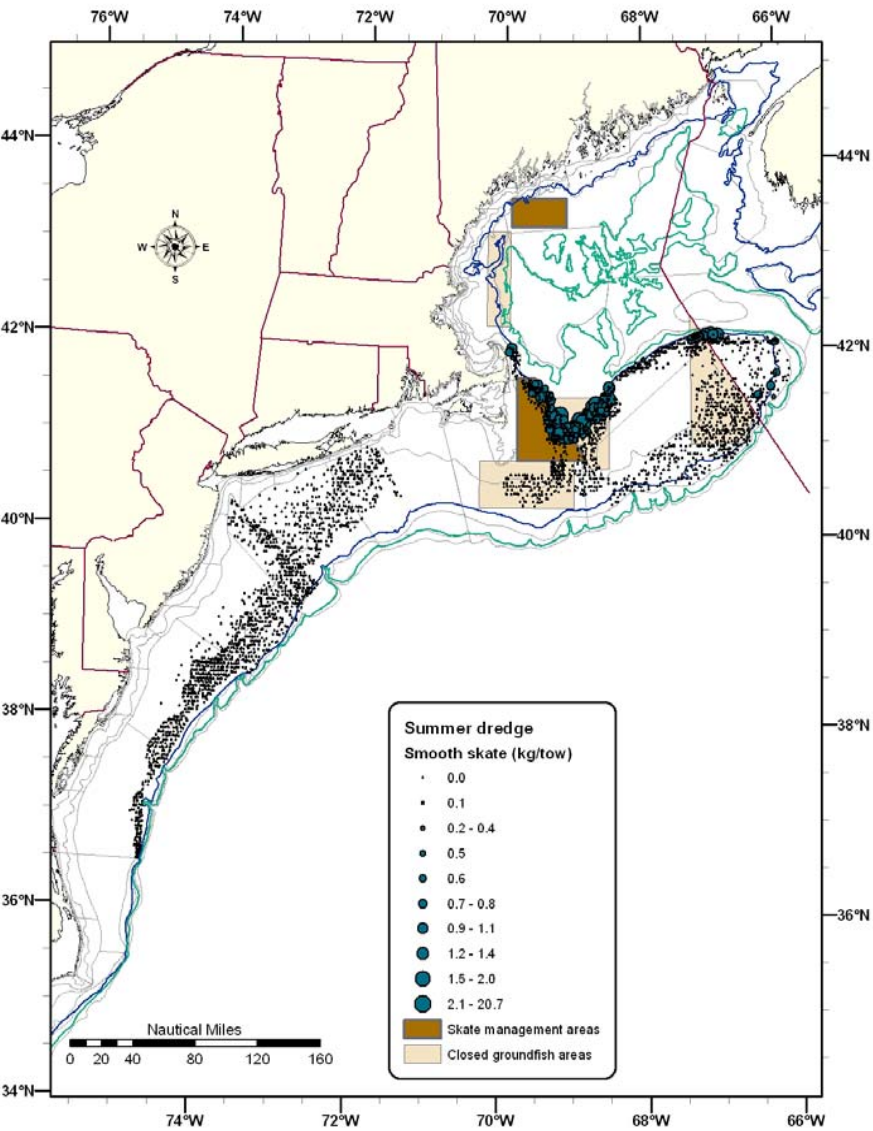 76°W 74°W 72°W 70°W 68°W 66°W
44°N 44°N
N
W E
S
42°N 42°N
40°N 40°N
38°N 38°N
Summer dredge
Smooth skate (kg/tow)
0.0
0.1
0.2 - 0.4
0.5
0.6
0.7 - 0.8
0.9 - 1.1
1.2 - 1.4
1.5 - 2.0
2.1 - 20.7
Skate management areas
Closed groundfish areas
36°N 36°N
Nautical Miles
0 20 40 80 120 160
34°N
74°W 72°W 70°W 68°W 66°W